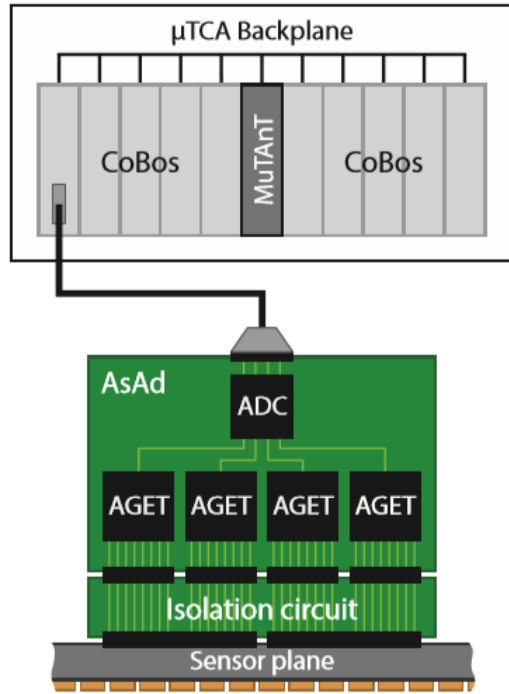 μTCA Backplane
CoBos
MuTAnT
CoBos
AsAd
ADC
AGET
AGET
AGET
AGET
Isolation circuit
Sensor plane